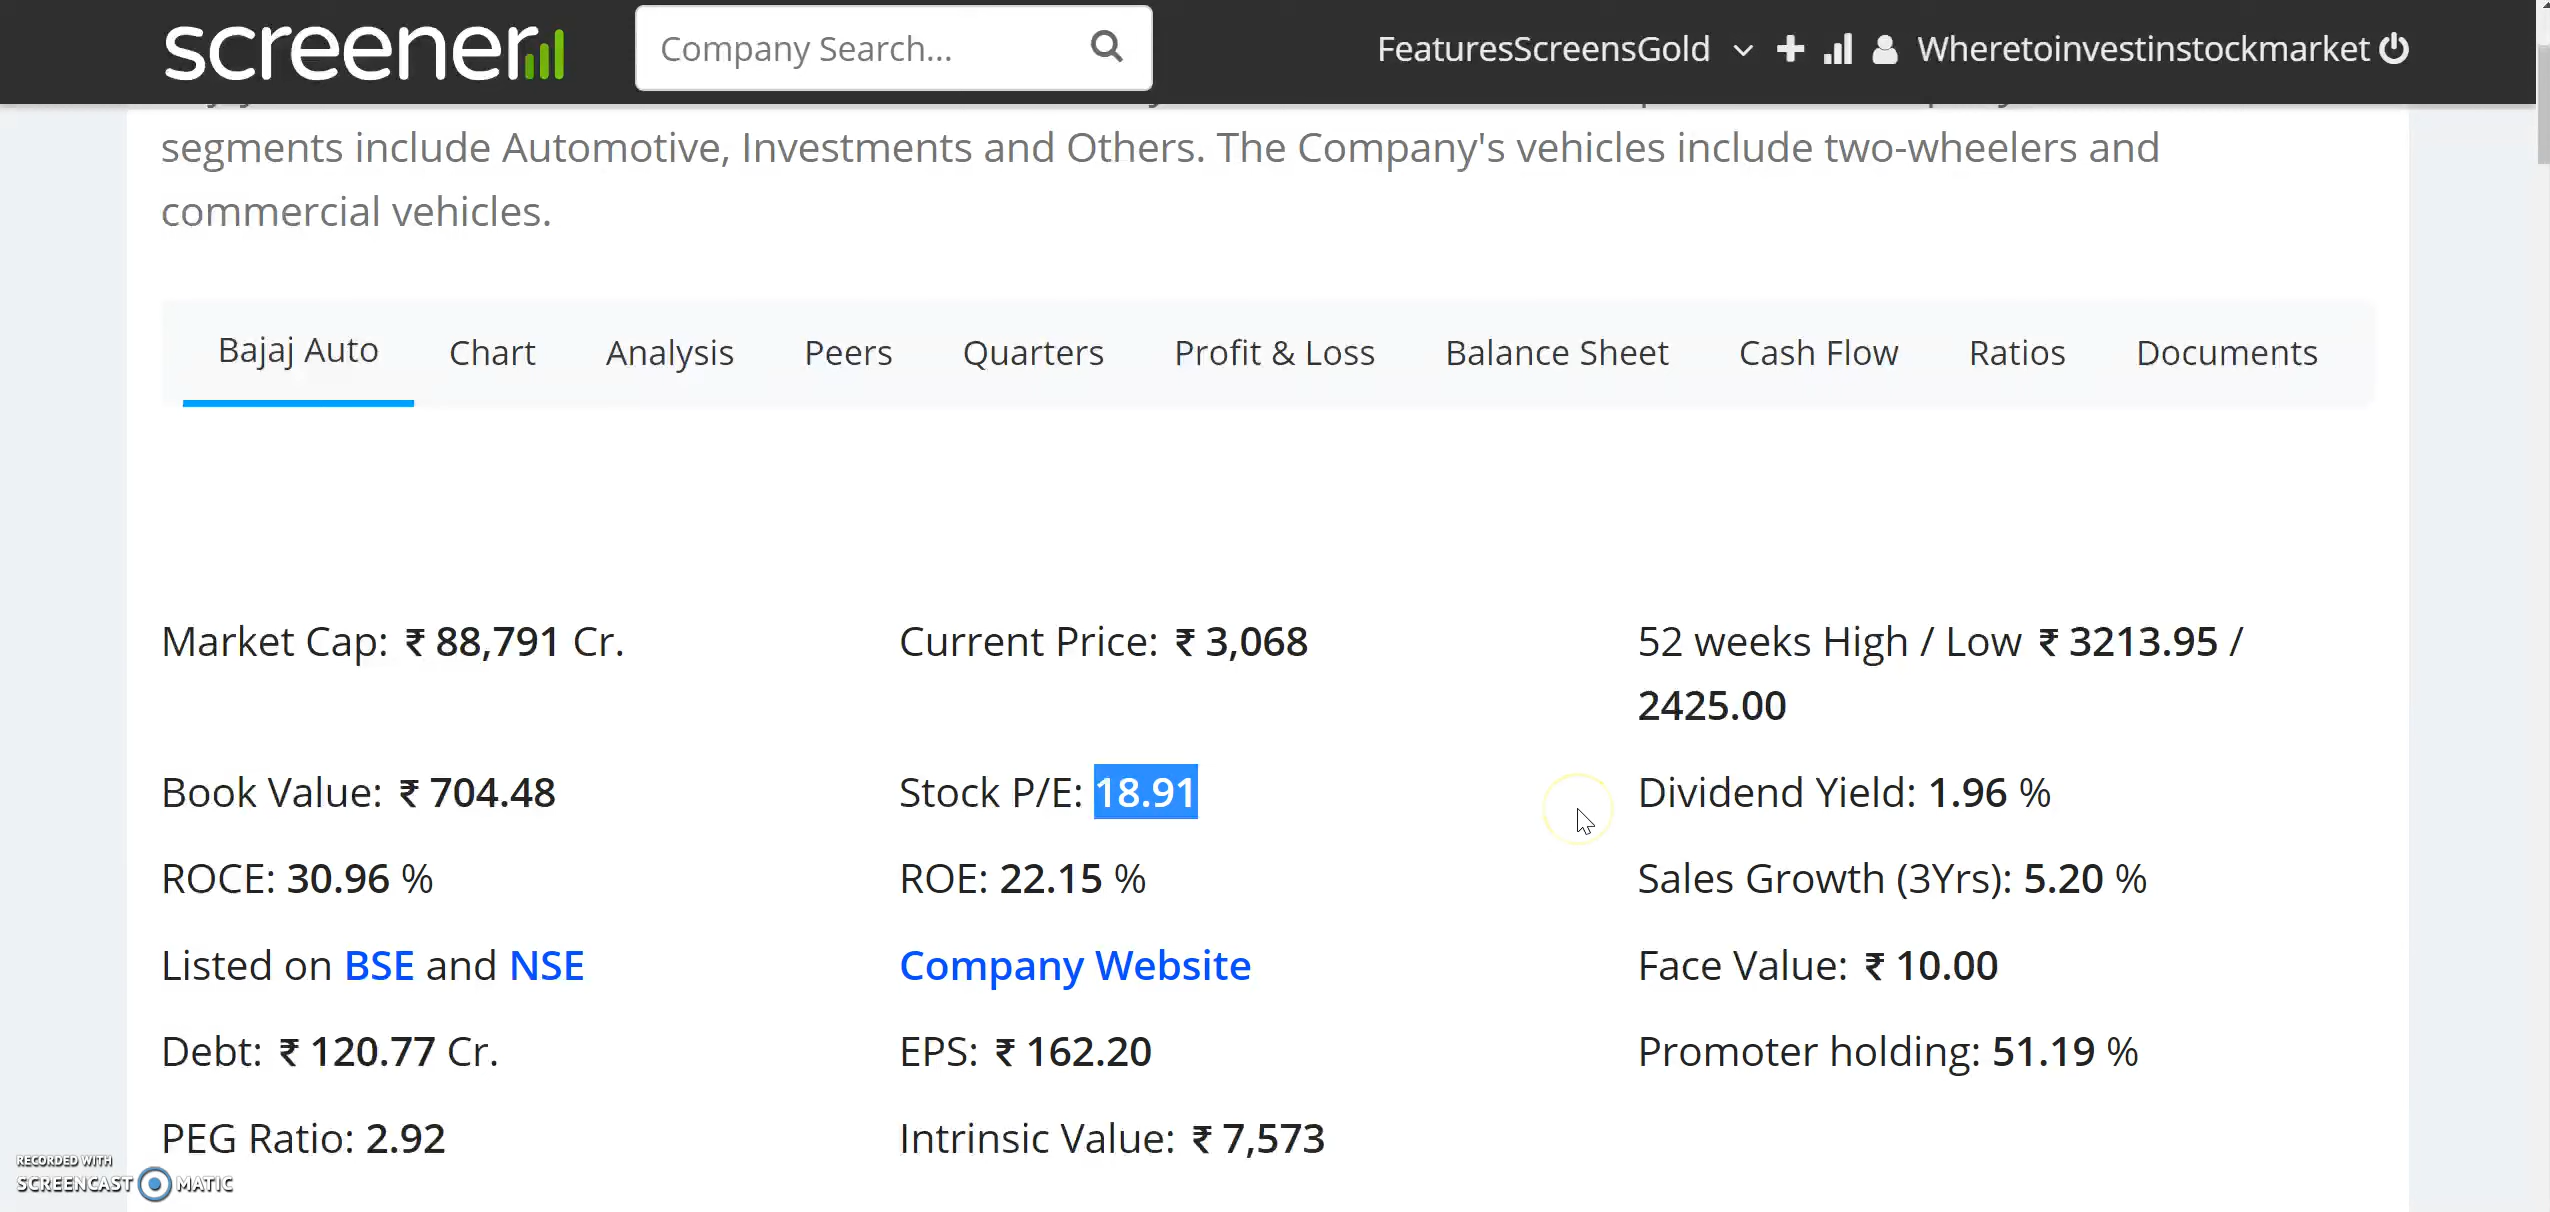 screener
Company Search...
FeaturesScreensGold
Wheretoinvestinstockmarket
segments include Automotive, Investments and Others. The Company's vehicles include two-wheelers and
commercial vehicles.
Bajaj Auto Chart Analysis Peers Quarters Profit & Loss Balance Sheet Cash Flow Ratios Documents
Market Cap: ₹ 88,791 Cr.
Current Price: ₹ 3,068
52 weeks High / Low ₹ 3213.95 /
2425.00
Book Value: ₹ 704.48
Stock P/E: 18.91
Dividend Yield: 1.96 %
ROCE: 30.96 %
ROE: 22.15 %
Sales Growth (3Yrs): 5.20 %
Listed on BSE and NSE
Company Website
Face Value: ₹ 10.00
Debt: ₹ 120.77 Cr.
EPS: ₹ 162.20
Promoter holding: 51.19 %
PEG Ratio: 2.92
Intrinsic Value: ₹ 7,573
RECORDED WITH
SCREENCAST MATIC